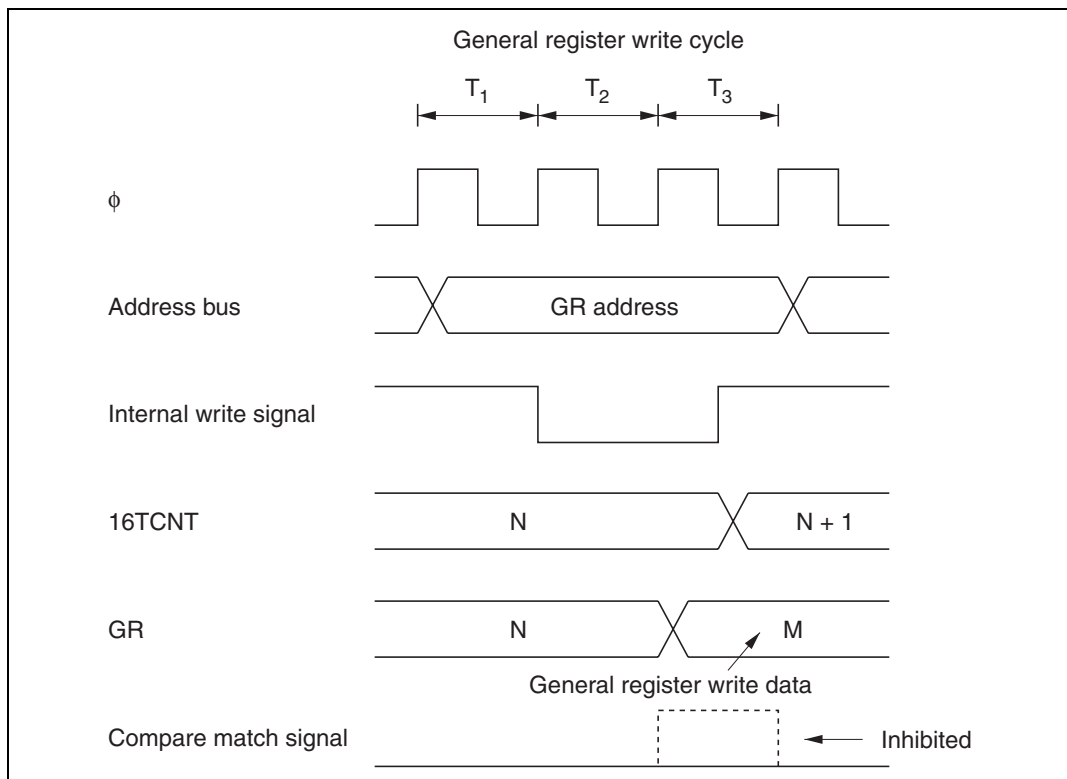 General register write cycle
T1 T2 T3
φ
Address bus GR address
Internal write signal
16TCNT N N + 1
GR N M
General register write data
Compare match signal Inhibited